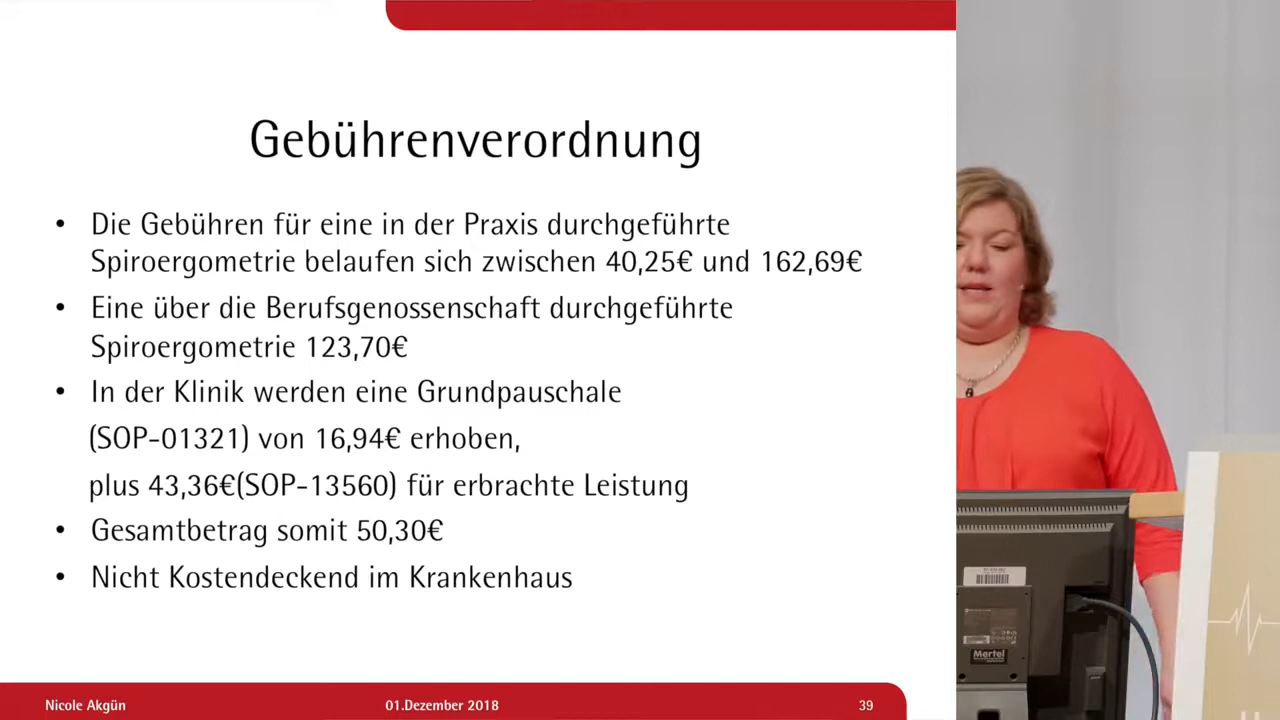 Gebührenverordnung
• Die Gebühren für eine in der Praxis durchgeführte
Spiroergometrie belaufen sich zwischen 40,25€ und 162,69€
• Eine über die Berufsgenossenschaft durchgeführte
Spiroergometrie 123,70€
• In der Klinik werden eine Grundpauschale
(SOP-01321) von 16,94€ erhoben,
plus 43,36€(SOP-13560) für erbrachte Leistung
• Gesamtbetrag somit 50,30€
• Nicht Kostendeckend im Krankenhaus
Nicole Akgün
01.Dezember 2018
39
Mertel